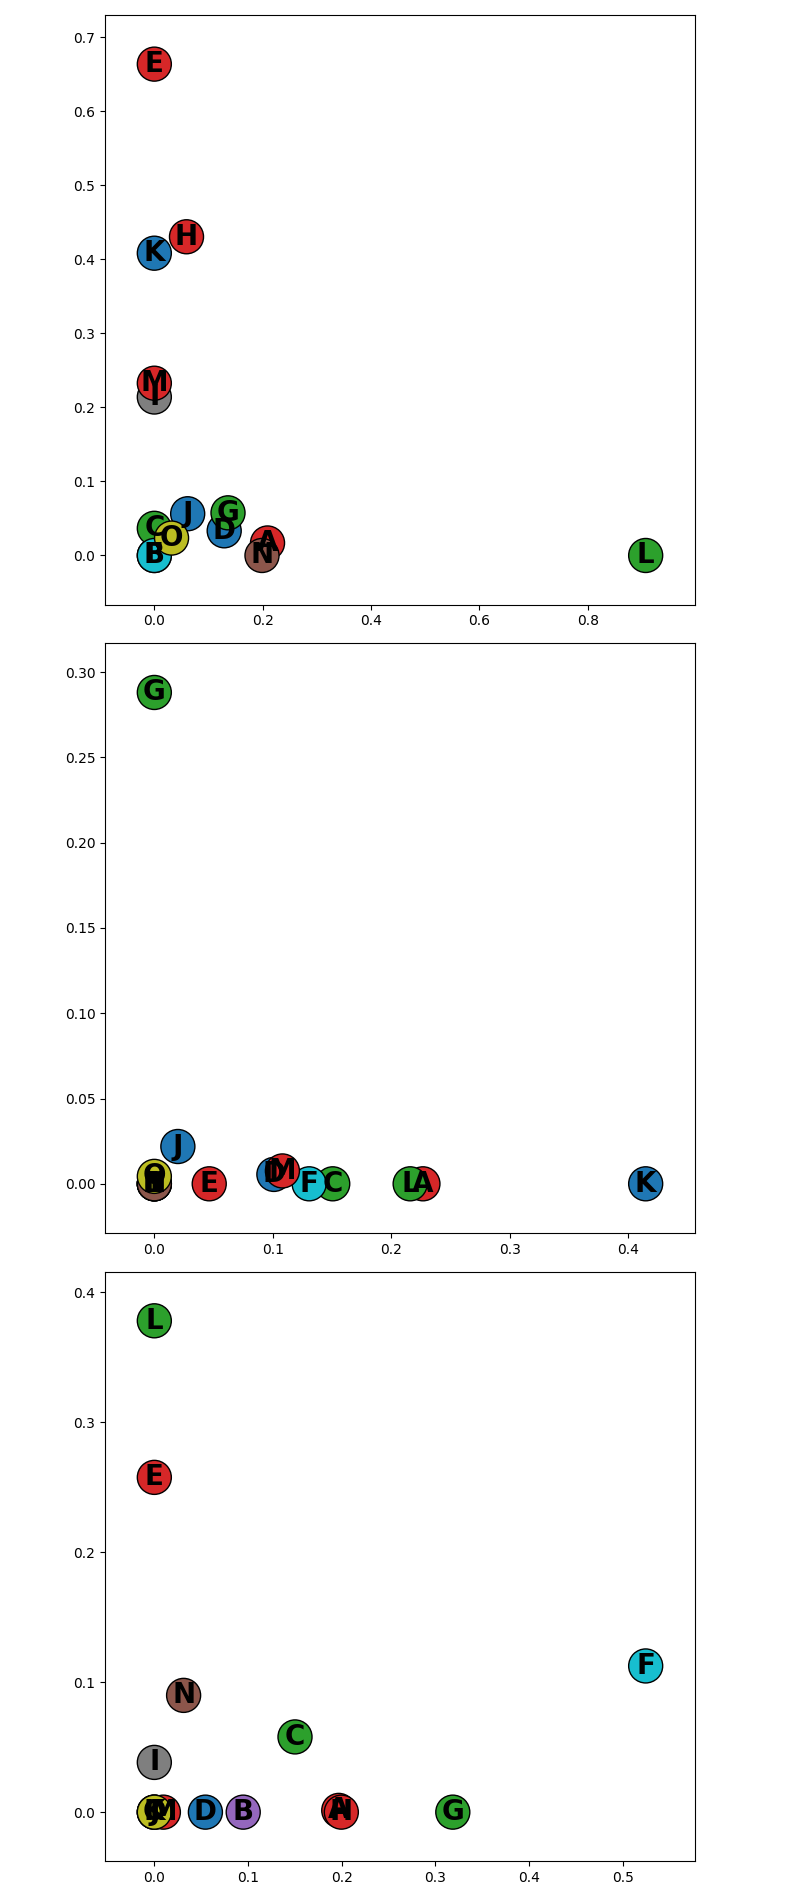 0.7
E
0.6
0.5
H
K
0.4
0.3
M
I
0.2
0.1
J G
C O D A
0.0 B N L
0.0 0.2 0.4 0.6 0.8
0.30
G
0.25
0.20
0.15
0.10
0.05
J
O D M
0.00 E F C L A K
0.0 0.1 0.2 0.3 0.4
0.4
L
0.3
E
0.2
F
0.1 N
C
I
0.0 M D B A H G
0.0 0.1 0.2 0.3 0.4 0.5